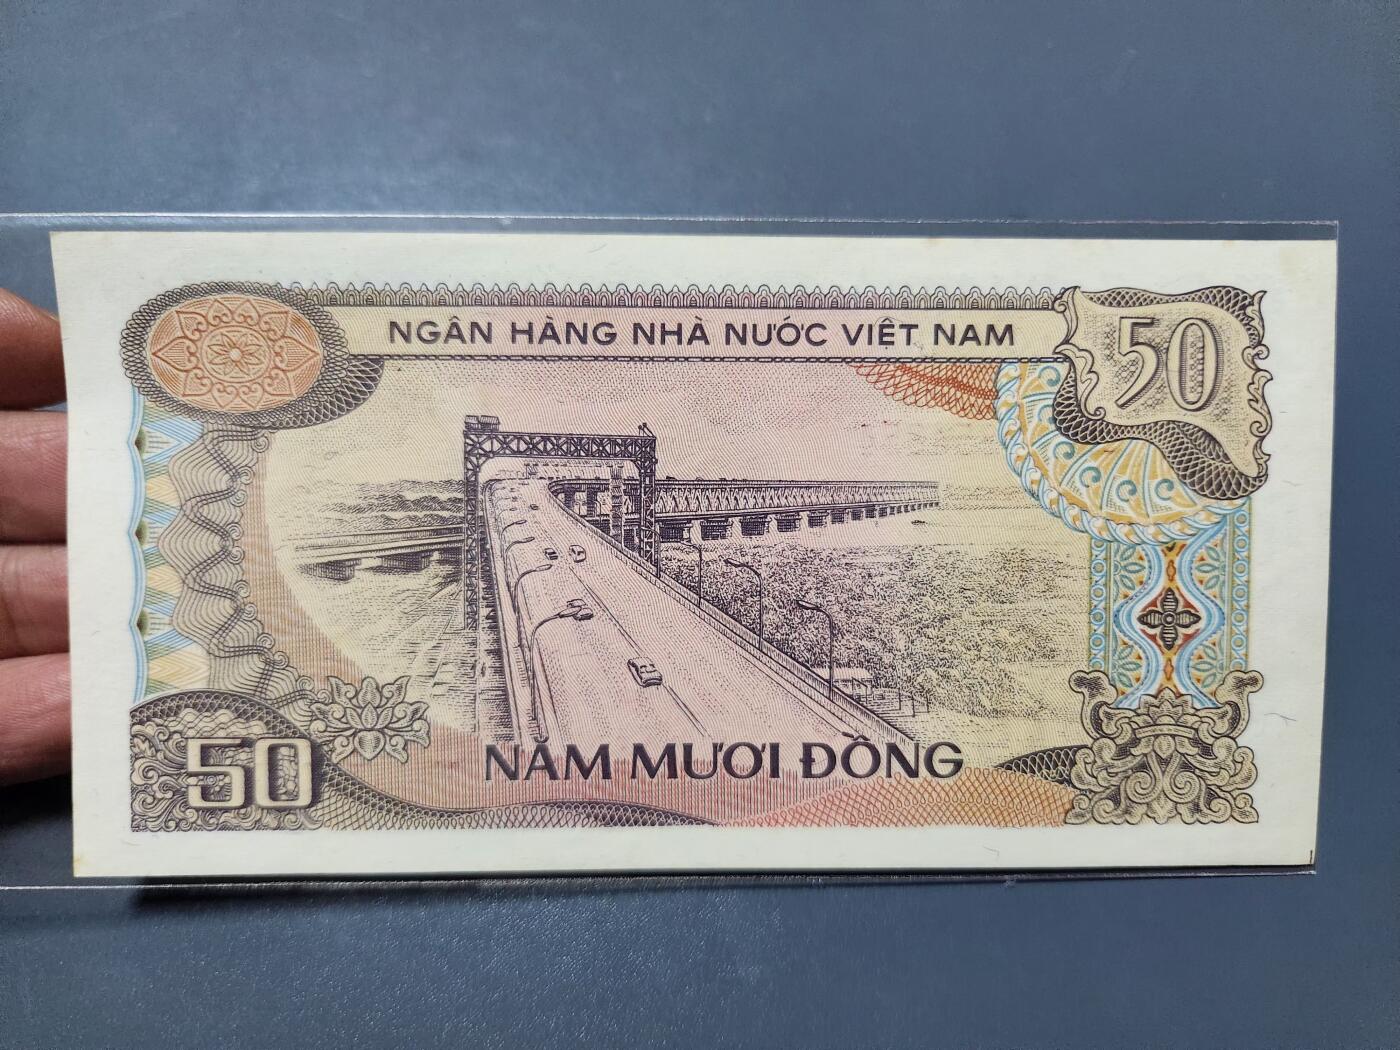 NGÂN HÀNG NHÀ NƯỚC VIỆT NAM
50
50
NĂM MƯƠI ĐỒNG